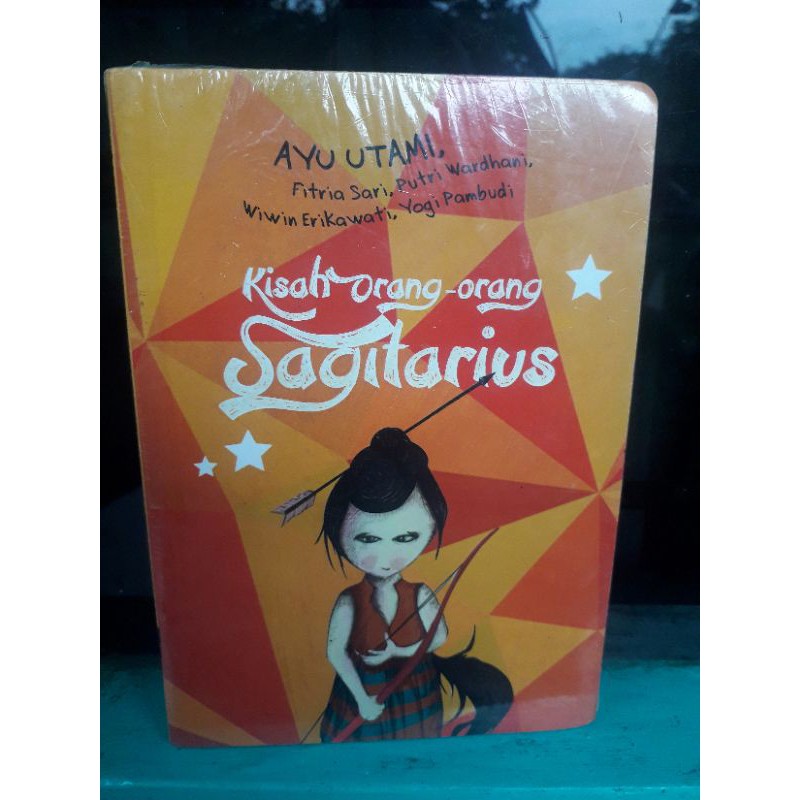 AYU UTAMI,
Fitria Sari, Putri Wardhani,
Wiwin Erikawati, Yogi Pambudi
Kisah Orang-orang
Sagitarius